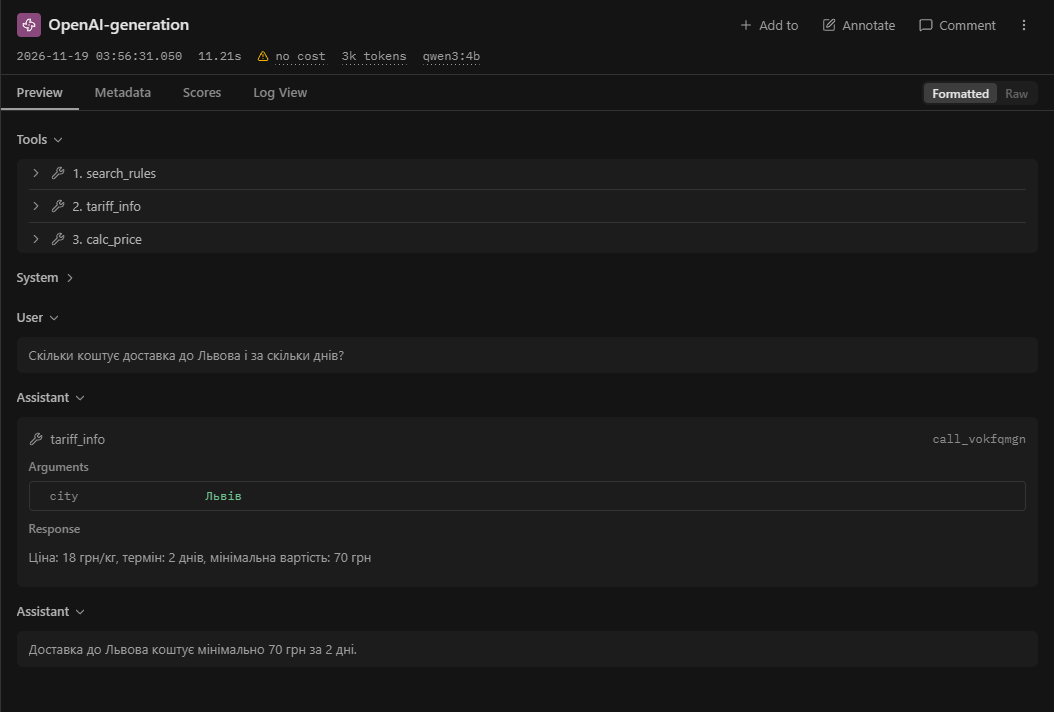 OpenAI-generation
Add to Annotate Comment
2026-11-19 03:56:31.050 11.21s no cost 3k tokens qwen3:4b
Preview Metadata Scores Log View Formatted Raw
Tools
1. search_rules
2. tariff_info
3. calc_price
System
User
Скільки коштує доставка до Львова і за скільки днів?
Assistant
tariff_info call_vokfqmgn
Arguments
city Львів
Response
Ціна: 18 грн/кг, термін: 2 днів, мінімальна вартість: 70 грн
Assistant
Доставка до Львова коштує мінімально 70 грн за 2 дні.